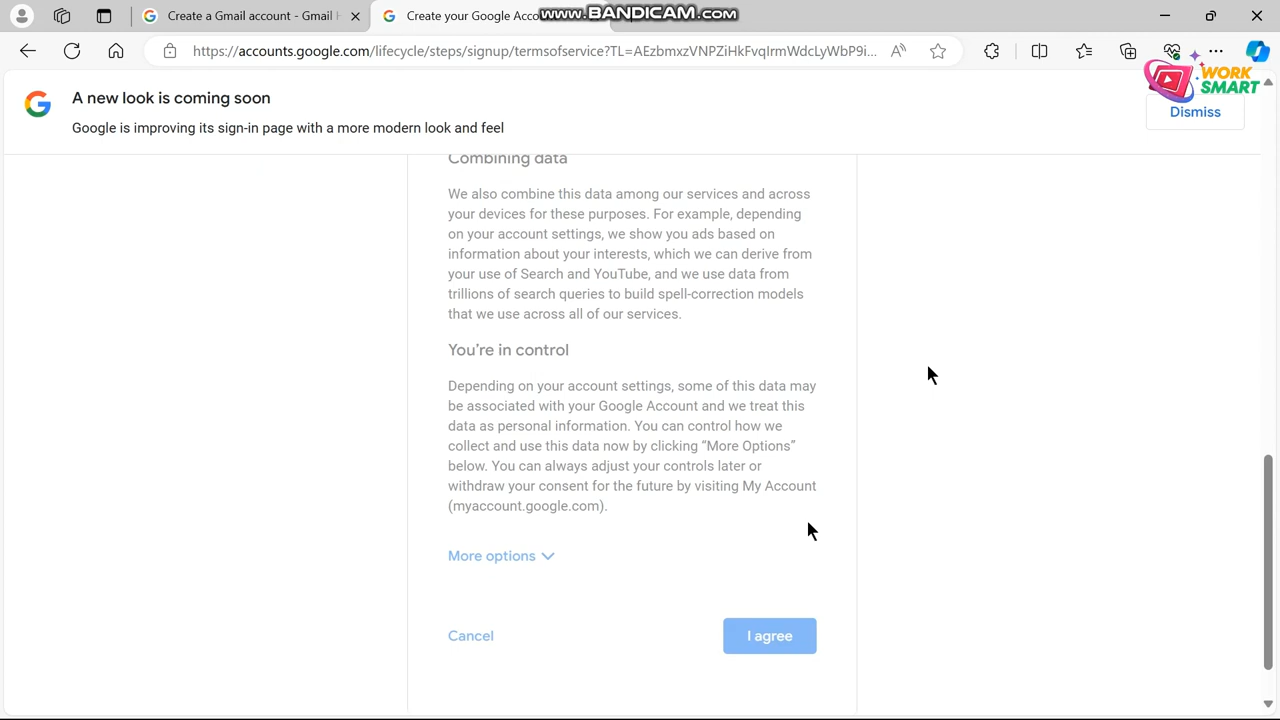 Create a Gmail account - Gmail H
Create your Google Acco
www.BANDICAM.com
https://accounts.google.com/lifecycle/steps/signup/termsofservice?TL=AEzbmxzVNPZiHkFvqIrmWdcLyWbP9i...
A new look is coming soon
Google is improving its sign-in page with a more modern look and feel
WORK
SMART
Dismiss
Combining data
We also combine this data among our services and across
your devices for these purposes. For example, depending
on your account settings, we show you ads based on
information about your interests, which we can derive from
your use of Search and YouTube, and we use data from
trillions of search queries to build spell-correction models
that we use across all of our services.
You’re in control
Depending on your account settings, some of this data may
be associated with your Google Account and we treat this
data as personal information. You can control how we
collect and use this data now by clicking “More Options”
below. You can always adjust your controls later or
withdraw your consent for the future by visiting My Account
(myaccount.google.com).
More options
Cancel
I agree